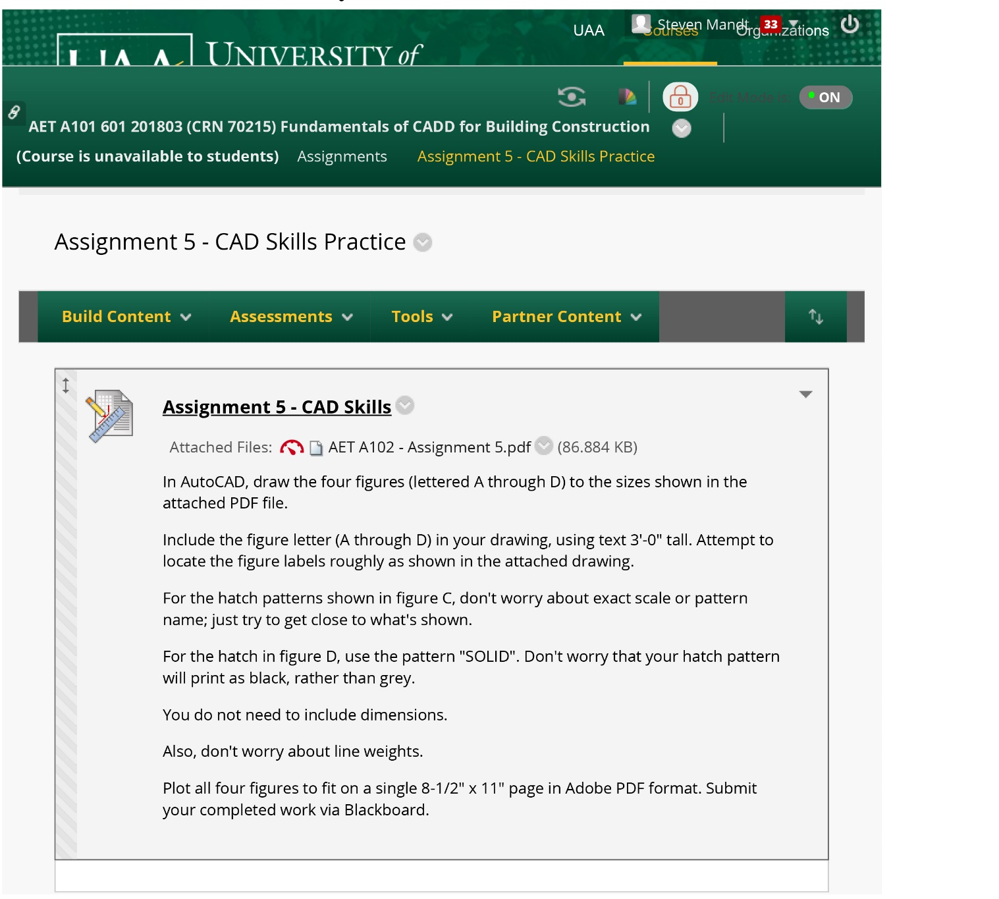 UAA Courses Steven Mandt 33 Organizations
UAA UNIVERSITY of
Edit Mode is: ON
AET A101 601 201803 (CRN 70215) Fundamentals of CADD for Building Construction
(Course is unavailable to students) Assignments Assignment 5 - CAD Skills Practice
Assignment 5 - CAD Skills Practice
Build Content Assessments Tools Partner Content
Assignment 5 - CAD Skills
Attached Files: AET A102 - Assignment 5.pdf (86.884 KB)
In AutoCAD, draw the four figures (lettered A through D) to the sizes shown in the
attached PDF file.
Include the figure letter (A through D) in your drawing, using text 3'-0" tall. Attempt to
locate the figure labels roughly as shown in the attached drawing.
For the hatch patterns shown in figure C, don't worry about exact scale or pattern
name; just try to get close to what's shown.
For the hatch in figure D, use the pattern "SOLID". Don't worry that your hatch pattern
will print as black, rather than grey.
You do not need to include dimensions.
Also, don't worry about line weights.
Plot all four figures to fit on a single 8-1/2" x 11" page in Adobe PDF format. Submit
your completed work via Blackboard.